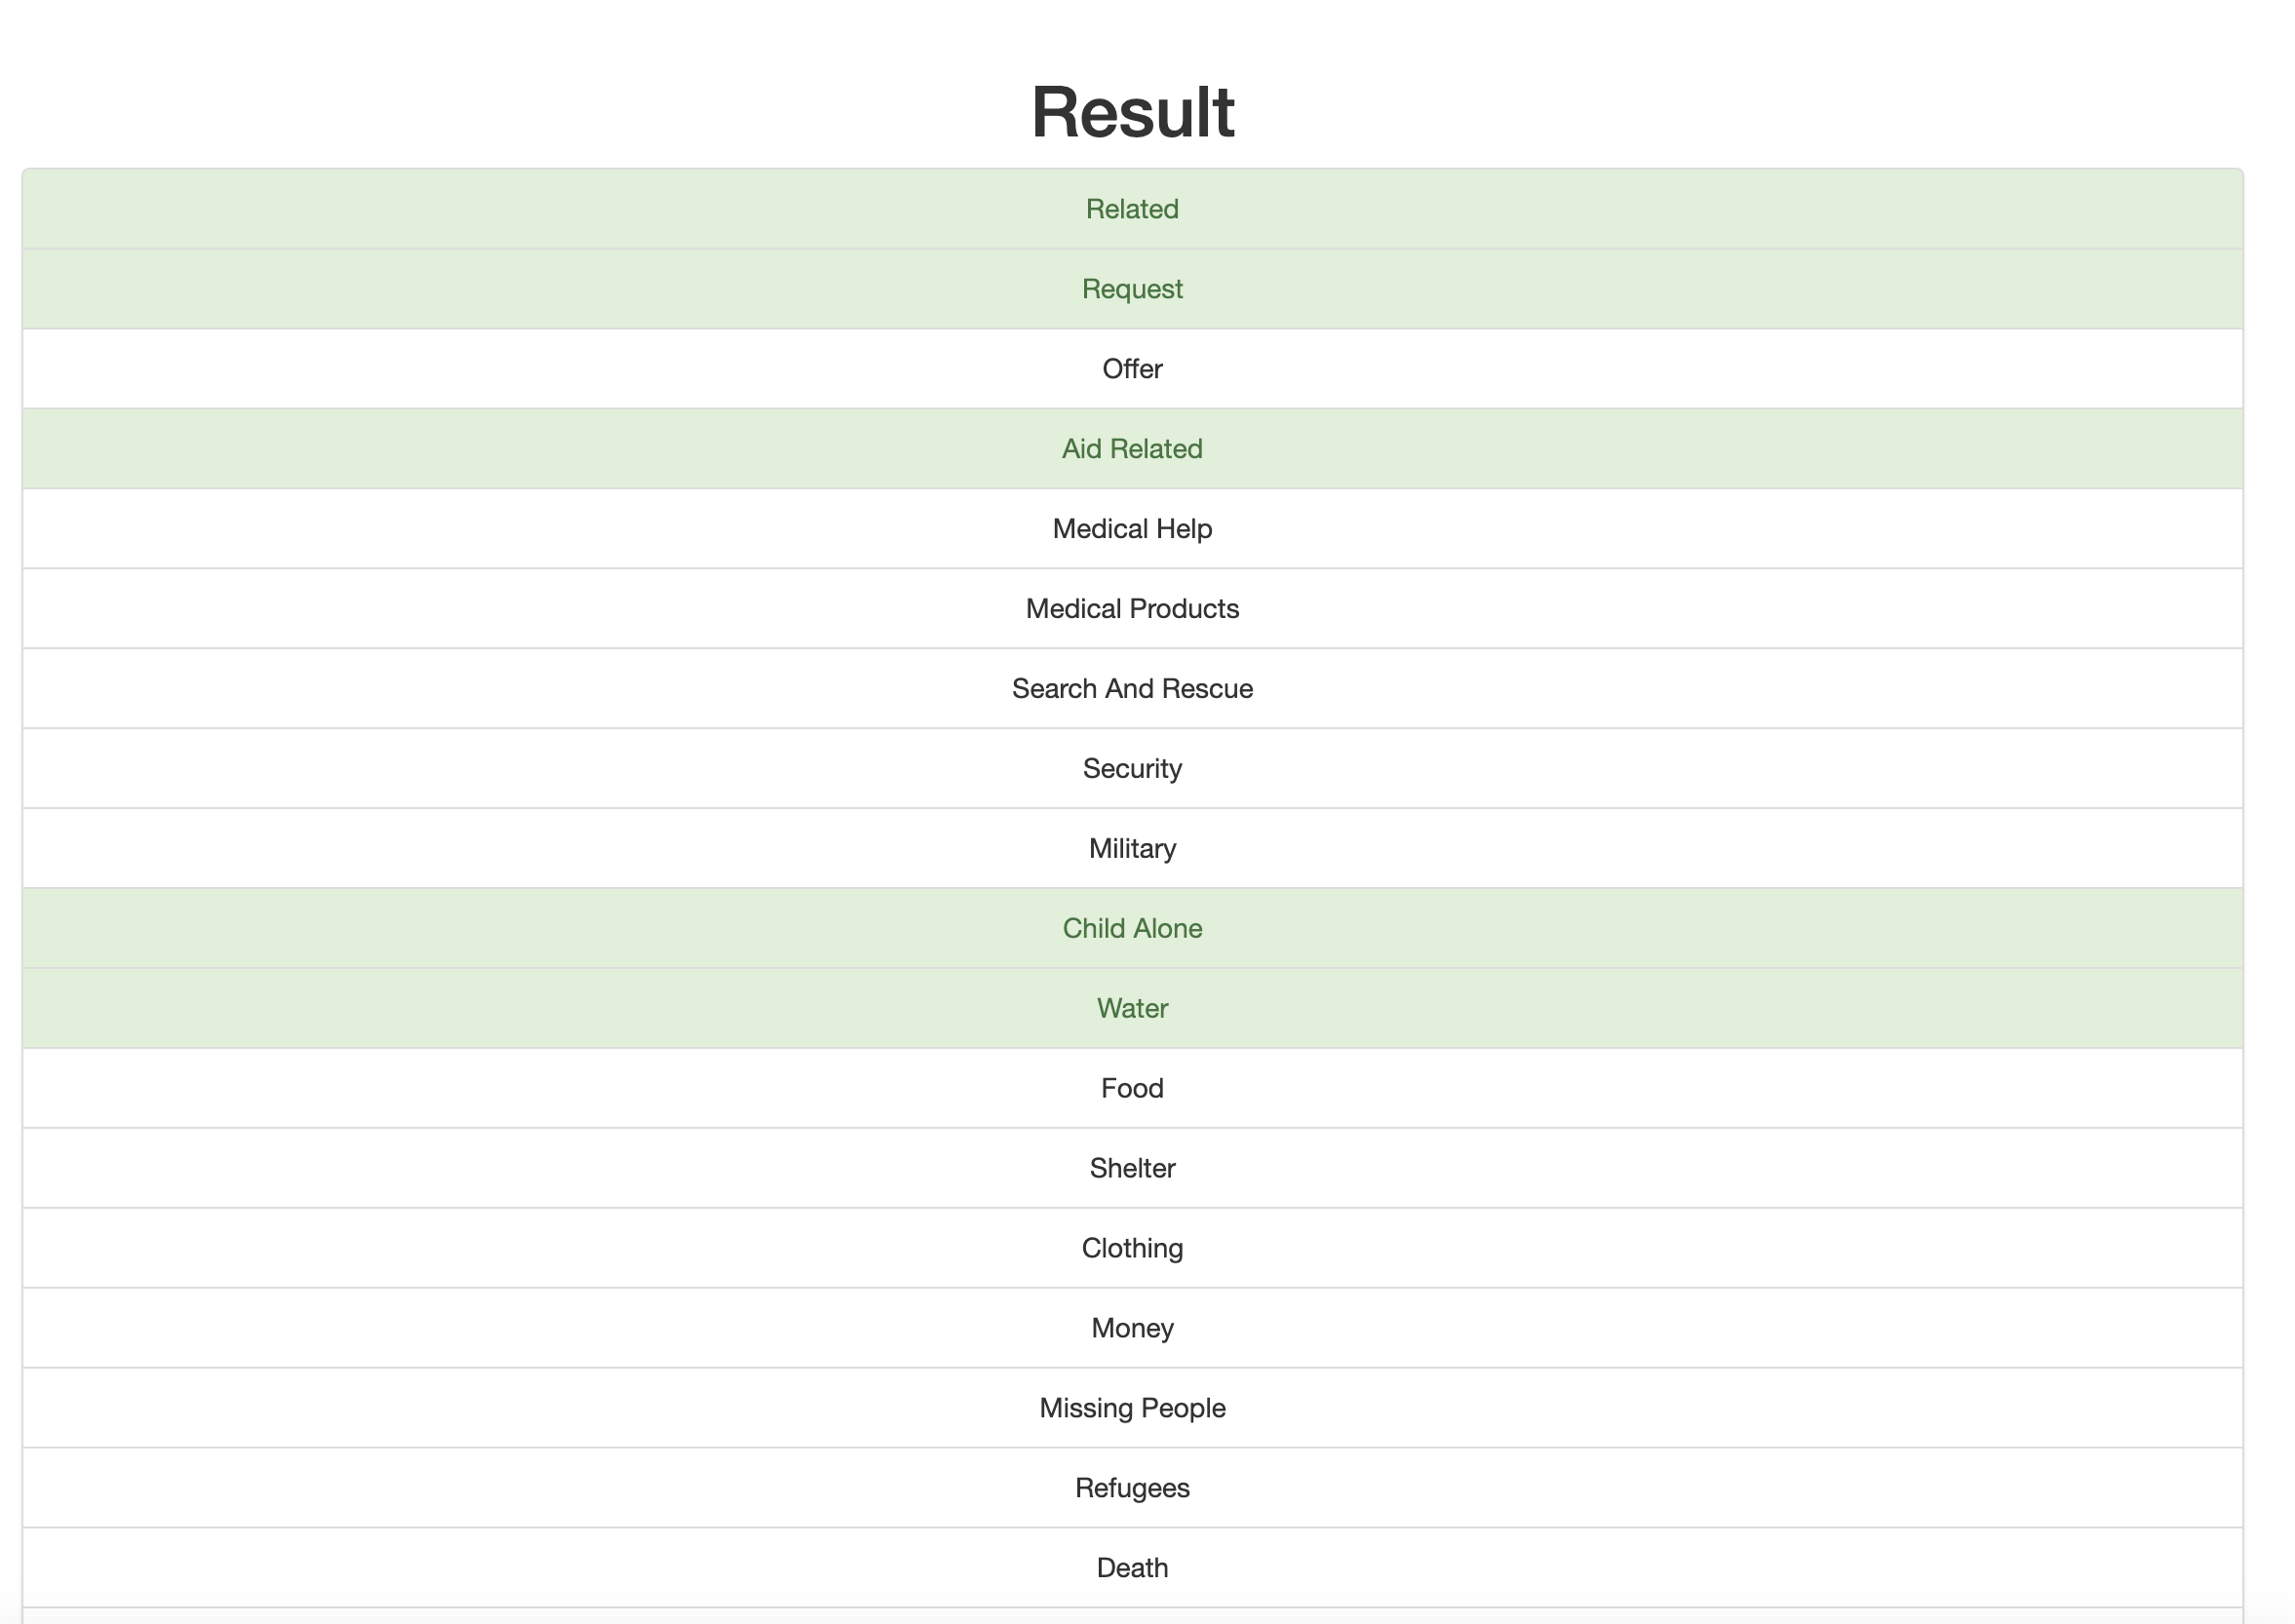 Result
Related
Request
Offer
Aid Related
Medical Help
Medical Products
Search And Rescue
Security
Military
Child Alone
Water
Food
Shelter
Clothing
Money
Missing People
Refugees
Death